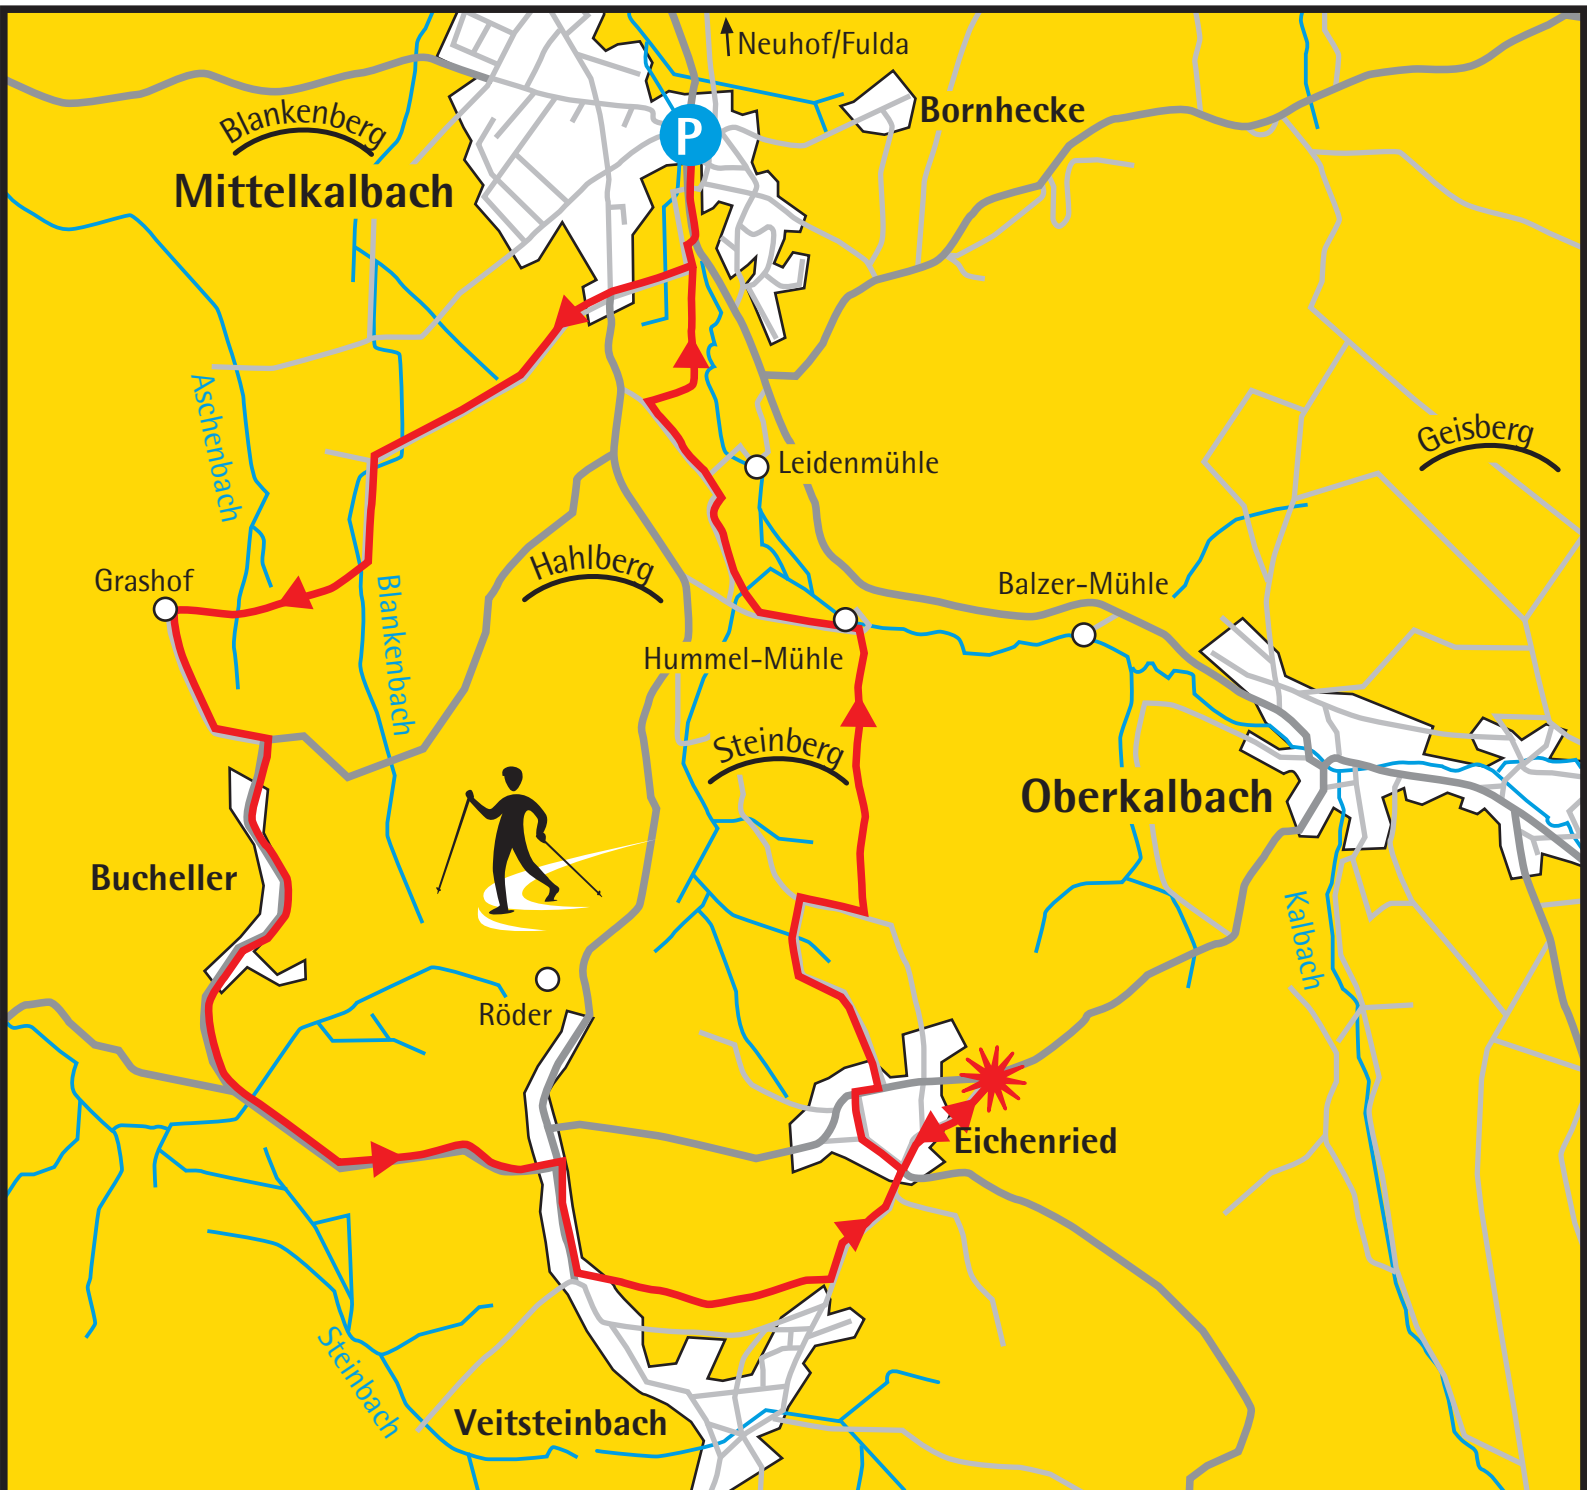 Neuhof/Fulda
Bornhecke
Blankenberg
P
Mittelkalbach
Aschenbach
Geisberg
Leidenmühle
Hahlberg
Grashof
Blankenbach
Balzer-Mühle
Hummel-Mühle
Steinberg
Oberkalbach
Bucheller
Kalbach
Röder
Eichenried
Steinbach
Veitsteinbach